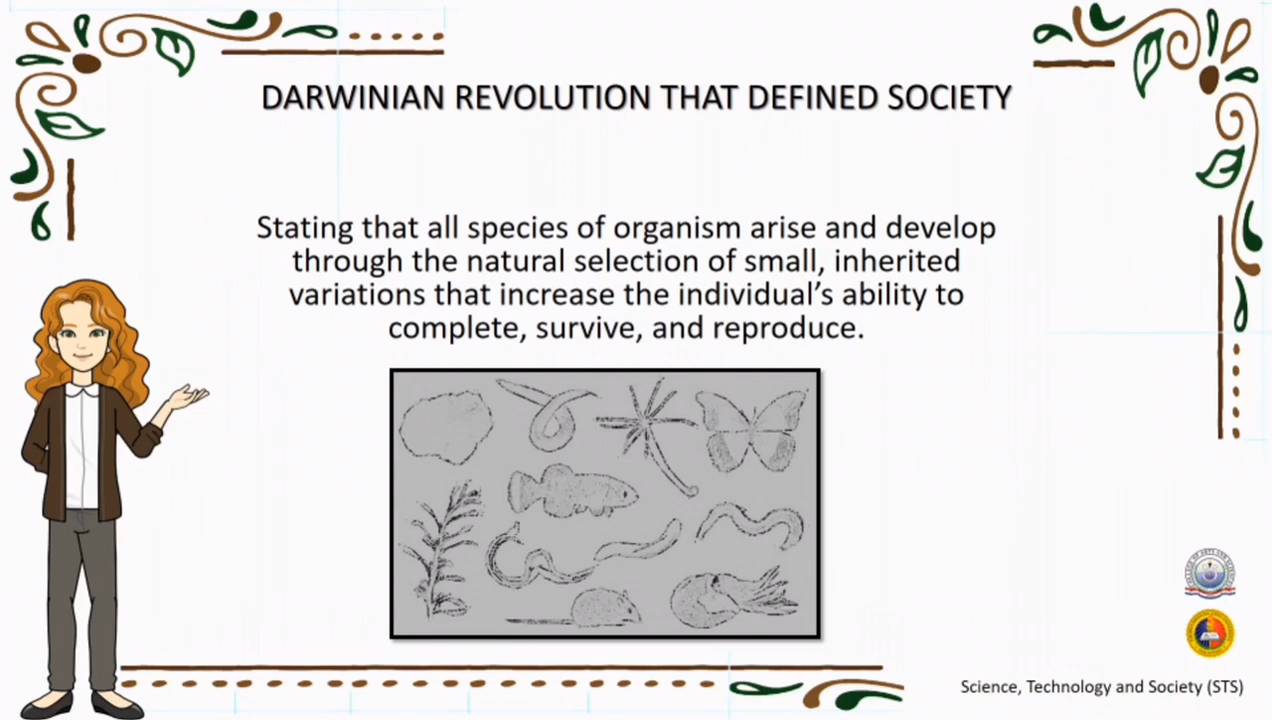 DARWINIAN REVOLUTION THAT DEFINED SOCIETY
Stating that all species of organism arise and develop
through the natural selection of small, inherited
variations that increase the individual’s ability to
complete, survive, and reproduce.
Science, Technology and Society (STS)